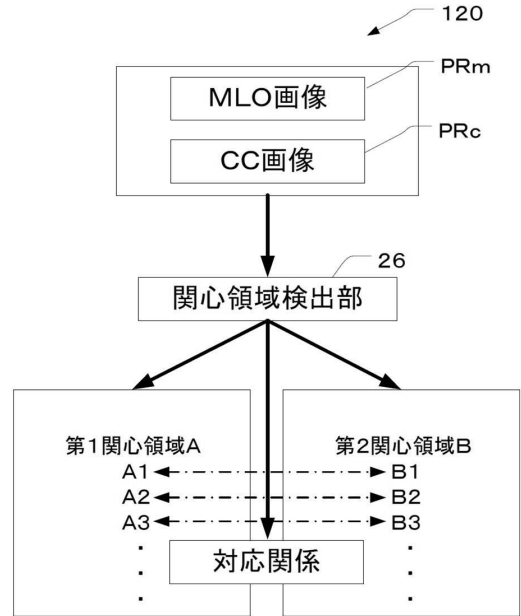 120
PRm
MLO画像
PRc
CC画像
26
関心領域検出部
第1関心領域A
第2関心領域B
A1
B1
A2
B2
A3
B3
対応関係